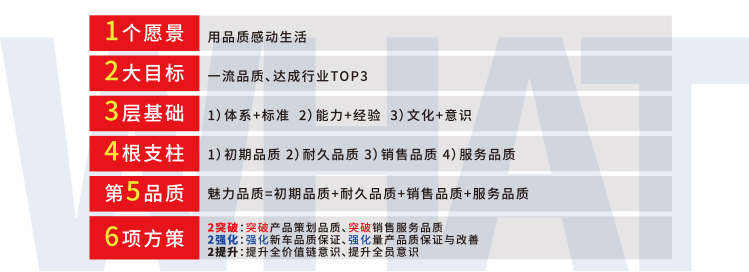 1个愿景 用品质感动生活
2大目标 一流品质、达成行业TOP3
3层基础 1）体系+标准 2）能力+经验 3）文化+意识
4根支柱 1）初期品质 2）耐久品质 3）销售品质 4）服务品质
第5品质 魅力品质=初期品质+耐久品质+销售品质+服务品质
6项方策
2突破：突破产品策划品质、突破销售服务品质
2强化：强化新车品质保证、强化量产品质保证与改善
2提升：提升全价值链意识、提升全员意识
WHAT